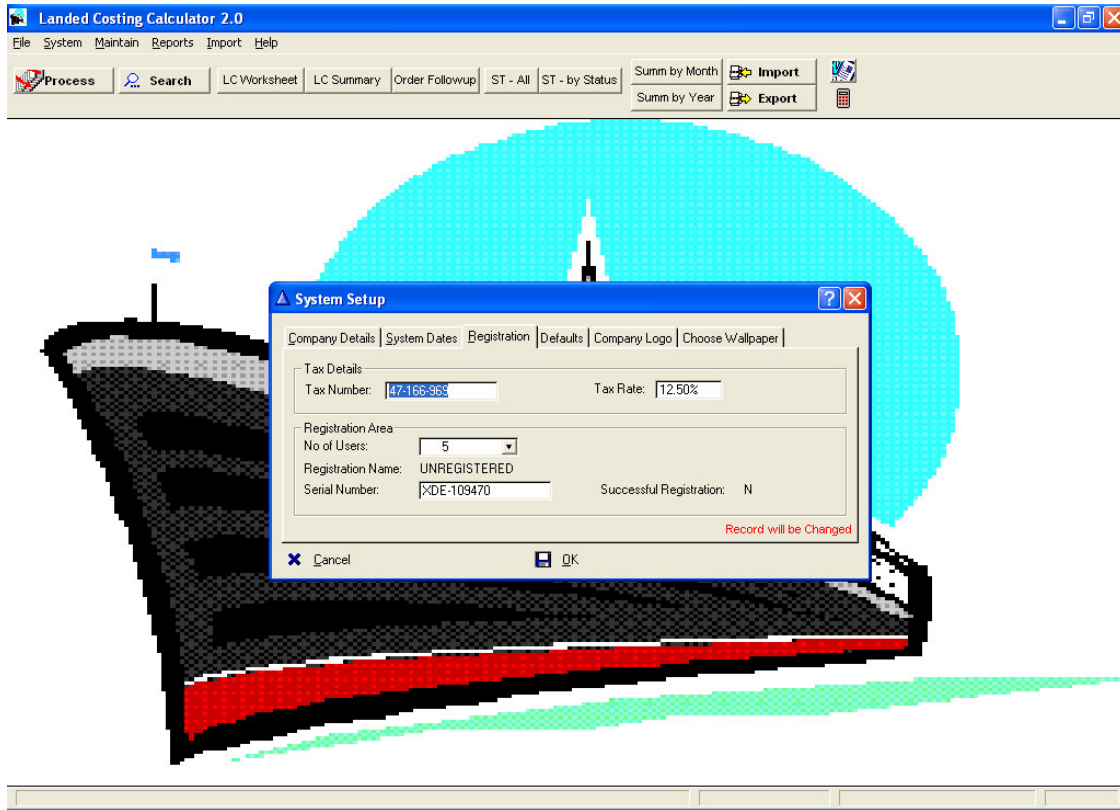 Landed Costing Calculator 2.0
File System Maintain Reports Import Help
Process Search LC Worksheet LC Summary Order Followup ST - All ST - by Status Summ by Month Import
Summ by Year Export
System Setup
Company Details System Dates Registration Defaults Company Logo Choose Wallpaper
Tax Details
Tax Number: 47-166-969 Tax Rate: 12.50%
Registration Area
No of Users: 5
Registration Name: UNREGISTERED
Serial Number: XDE-109470 Successful Registration: N
Record will be Changed
Cancel OK